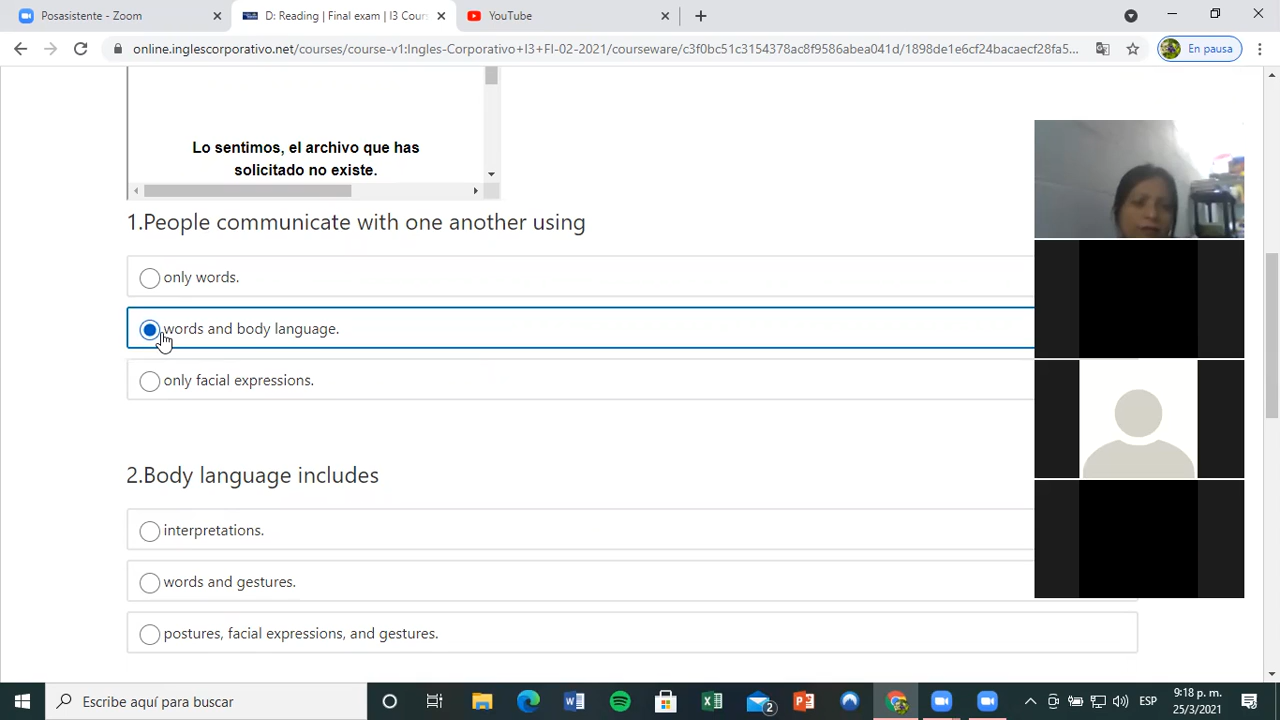 Posasistente - Zoom
D: Reading | Final exam | I3 Cours
YouTube
online.inglescorporativo.net/courses/course-v1:Ingles-Corporativo+I3+FI-02-2021/courseware/c3f0bc51c3154378ac8f9586abea041d/1898de1e6cf24bacaecf28fa5...
En pausa
Lo sentimos, el archivo que has
solicitado no existe.
1.People communicate with one another using
only words.
words and body language.
only facial expressions.
2.Body language includes
interpretations.
words and gestures.
postures, facial expressions, and gestures.
Escribe aquí para buscar
2
ESP
9:18 p. m.
25/3/2021